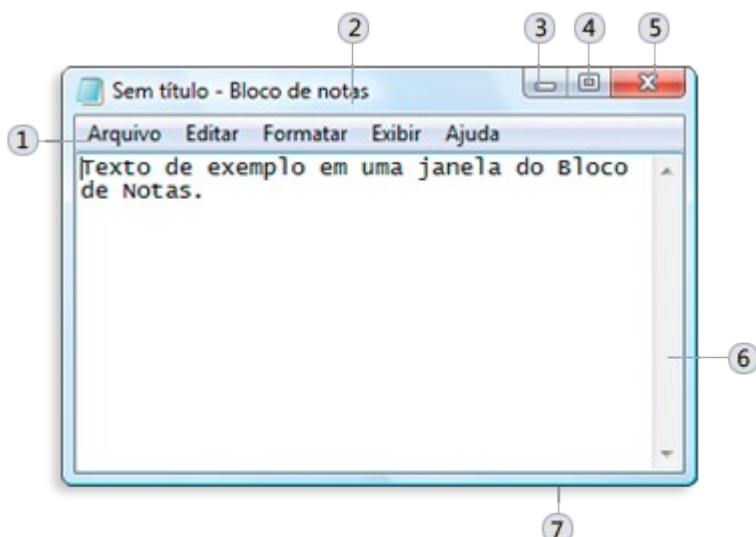 2 3 4 5
Sem título - Bloco de notas
1
Arquivo Editar Formatar Exibir Ajuda
Texto de exemplo em uma janela do Bloco
de Notas.
6
7